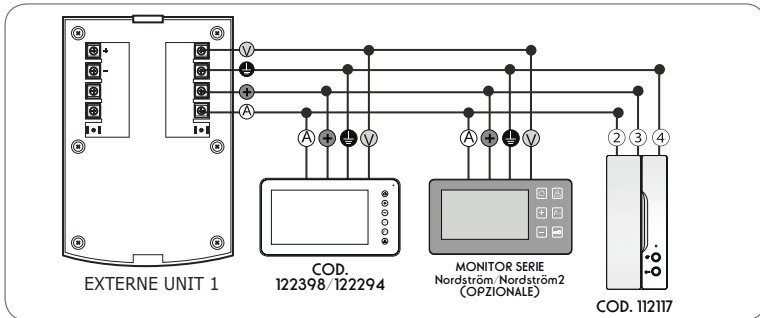 +
−
V
+
A
A + V
A + V
2 3 4
EXTERNE UNIT 1
COD.
122398/122294
MONITOR SERIE
Nordström/Nordström2
(OPZIONALE)
COD. 112117